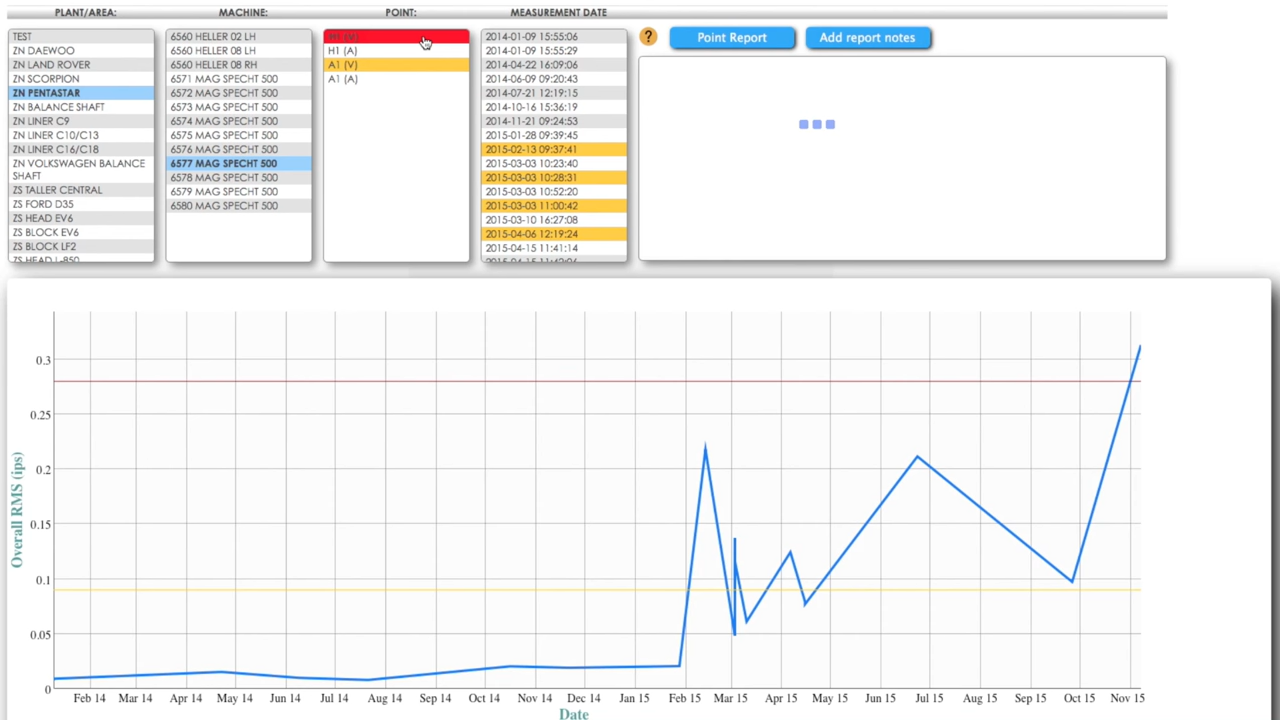 PLANT/AREA: MACHINE: POINT: MEASUREMENT DATE
TEST
ZN DAEWOO
ZN LAND ROVER
ZN SCORPION
ZN PENTASTAR
ZN BALANCE SHAFT
ZN LINER C9
ZN LINER C10/C13
ZN LINER C16/C18
ZN VOLKSWAGEN BALANCE
SHAFT
ZS TALLER CENTRAL
ZS FORD D35
ZS HEAD EV6
ZS BLOCK EV6
ZS BLOCK LF2
ZS HEAD L-850
6560 HELLER 02 LH
6560 HELLER 08 LH
6560 HELLER 08 RH
6571 MAG SPECHT 500
6572 MAG SPECHT 500
6573 MAG SPECHT 500
6574 MAG SPECHT 500
6575 MAG SPECHT 500
6576 MAG SPECHT 500
6577 MAG SPECHT 500
6578 MAG SPECHT 500
6579 MAG SPECHT 500
6580 MAG SPECHT 500
H1 (V)
H1 (A)
A1 (V)
A1 (A)
2014-01-09 15:55:06
2014-01-09 15:55:29
2014-04-22 16:09:06
2014-06-09 09:20:43
2014-07-21 12:19:15
2014-10-16 15:36:19
2014-11-21 09:24:53
2015-01-28 09:39:45
2015-02-13 09:37:41
2015-03-03 10:23:40
2015-03-03 10:28:31
2015-03-03 10:52:20
2015-03-03 11:00:42
2015-03-10 16:27:08
2015-04-06 12:19:24
2015-04-15 11:41:14
? Point Report Add report notes
Overall RMS (ips)
0.3
0.25
0.2
0.15
0.1
0.05
0
Feb 14 Mar 14 Apr 14 May 14 Jun 14 Jul 14 Aug 14 Sep 14 Oct 14 Nov 14 Dec 14 Jan 15 Feb 15 Mar 15 Apr 15 May 15 Jun 15 Jul 15 Aug 15 Sep 15 Oct 15 Nov 15
Date